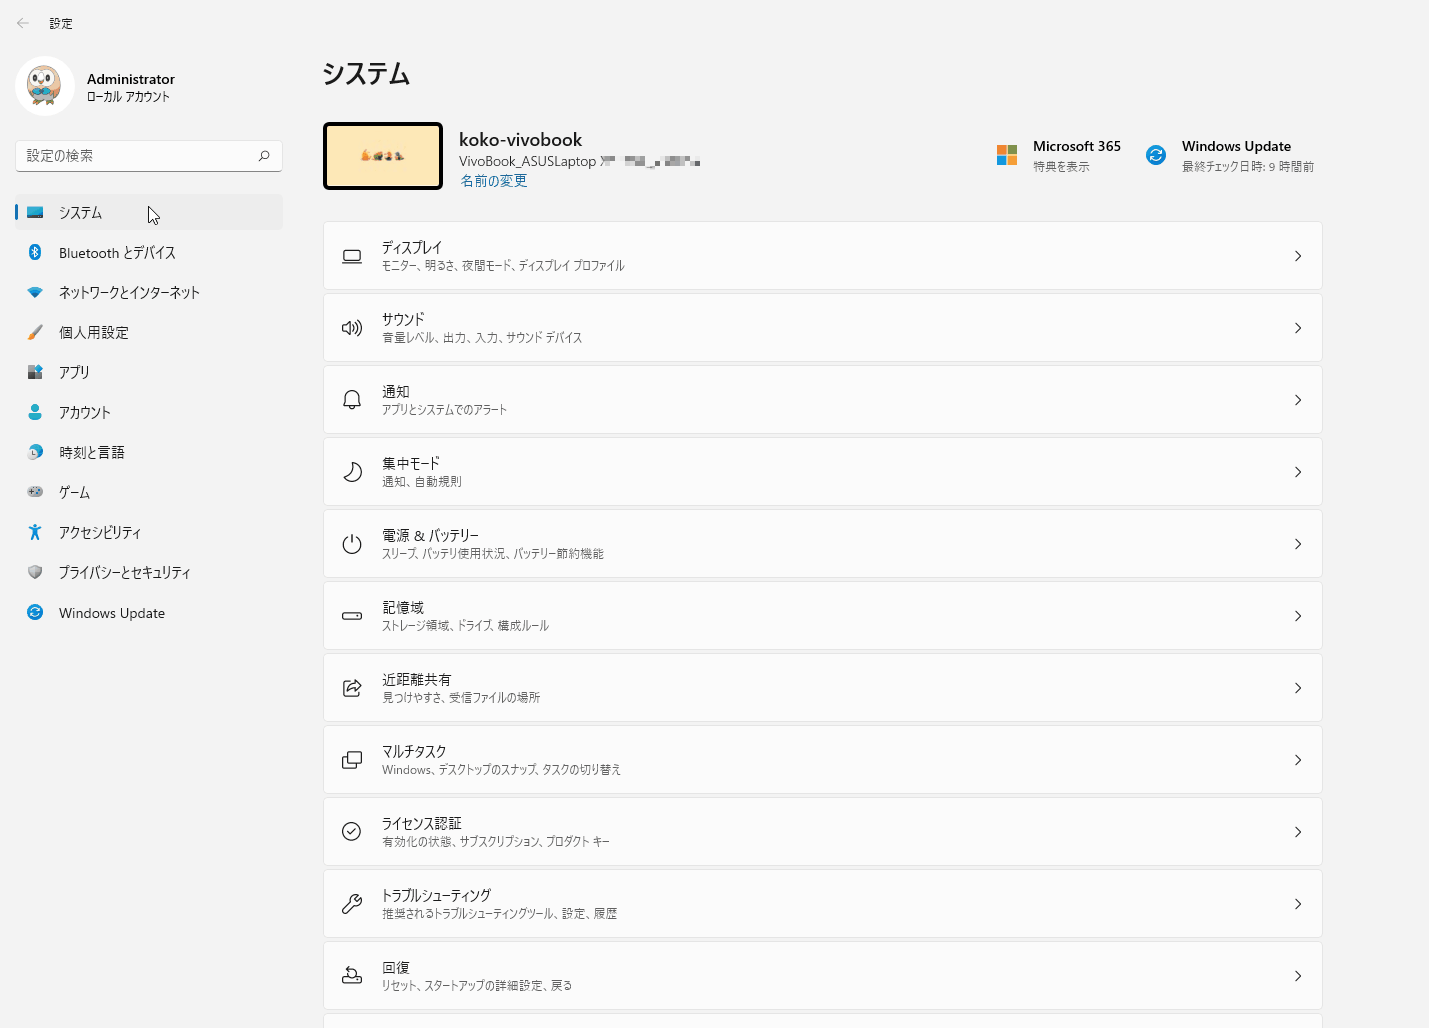 設定
Administrator
ローカル アカウント
設定の検索
システム
Bluetooth とデバイス
ネットワークとインターネット
個人用設定
アプリ
アカウント
時刻と言語
ゲーム
アクセシビリティ
プライバシーとセキュリティ
Windows Update
システム
koko-vivobook
VivoBook_ASUSLaptop
名前の変更
Microsoft 365
特典を表示
Windows Update
最終チェック日時: 9 時間前
ディスプレイ
モニター、明るさ、夜間モード、ディスプレイ プロファイル
サウンド
音量レベル、出力、入力、サウンド デバイス
通知
アプリとシステムでのアラート
集中モード
通知、自動規則
電源 & バッテリー
スリープ、バッテリ使用状況、バッテリー節約機能
記憶域
ストレージ領域、ドライブ、構成ルール
近距離共有
見つけやすさ、受信ファイルの場所
マルチタスク
Windows、デスクトップのスナップ、タスクの切り替え
ライセンス認証
有効化の状態、サブスクリプション、プロダクト キー
トラブルシューティング
推奨されるトラブルシューティングツール、設定、履歴
回復
リセット、スタートアップの詳細設定、戻る